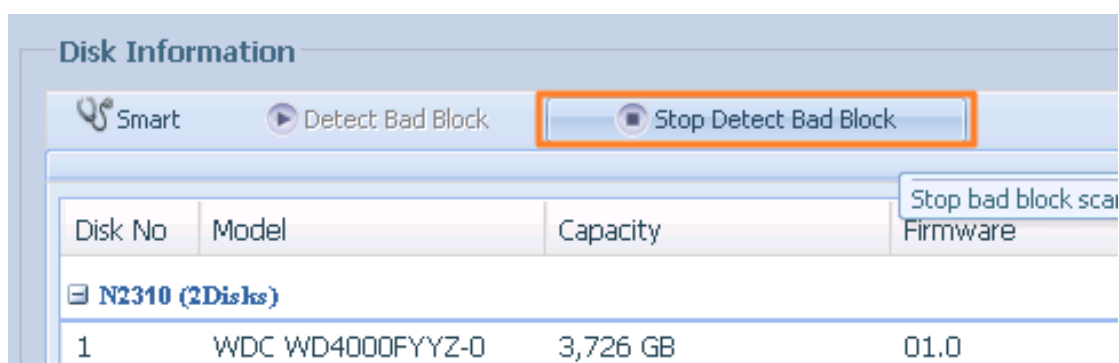 Disk Information
Smart Detect Bad Block Stop Detect Bad Block
Stop bad block
Disk No Model Capacity Firmware
N2310 (2Disks)
1 WDC WD4000FYYZ-0 3,726 GB 01.0